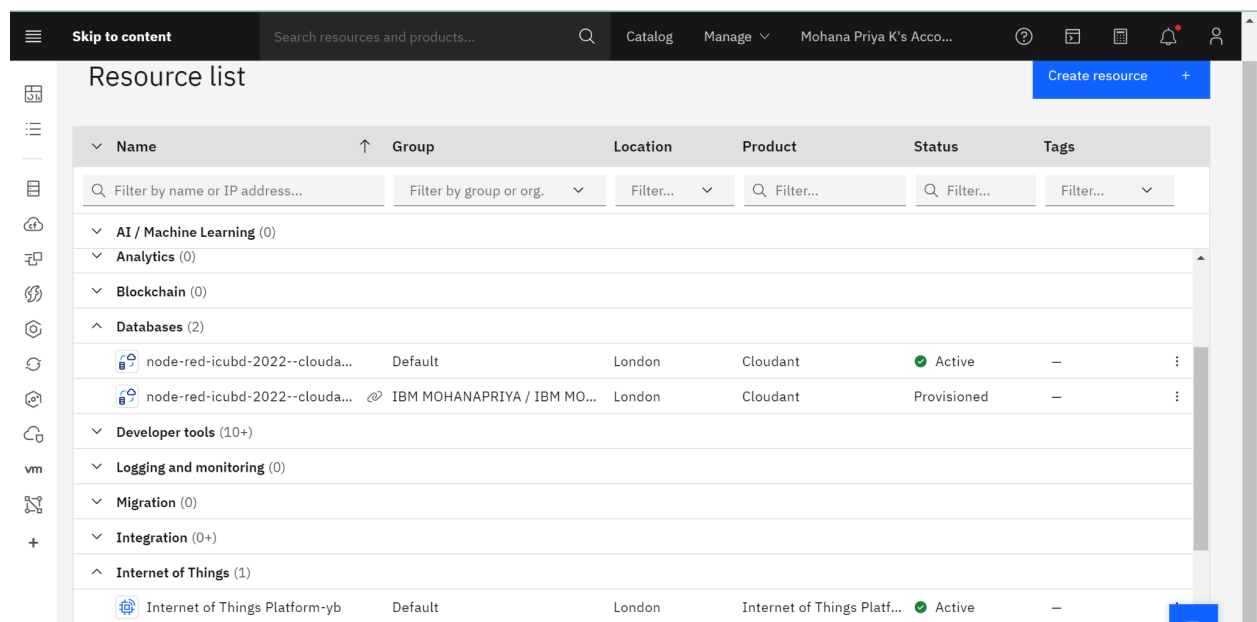 Skip to content Search resources and products... Catalog Manage Mohana Priya K's Acco...
Resource list Create resource +
Name Group Location Product Status Tags
Filter by name or IP address... Filter by group or org. Filter... Filter... Filter... Filter...
AI / Machine Learning (0)
Analytics (0)
Blockchain (0)
Databases (2)
node-red-icubd-2022--clouda... Default London Cloudant Active –
node-red-icubd-2022--clouda... IBM MOHANAPRIYA / IBM MO... London Cloudant Provisioned –
Developer tools (10+)
Logging and monitoring (0)
vm
Migration (0)
Integration (0+)
Internet of Things (1)
Internet of Things Platform-yb Default London Internet of Things Platf... Active –